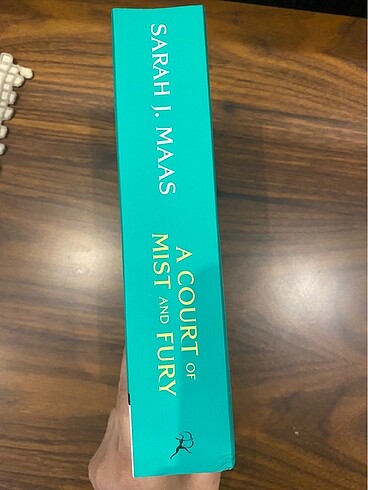 SARAH J. MAAS
A COURT OF
MIST AND FURY